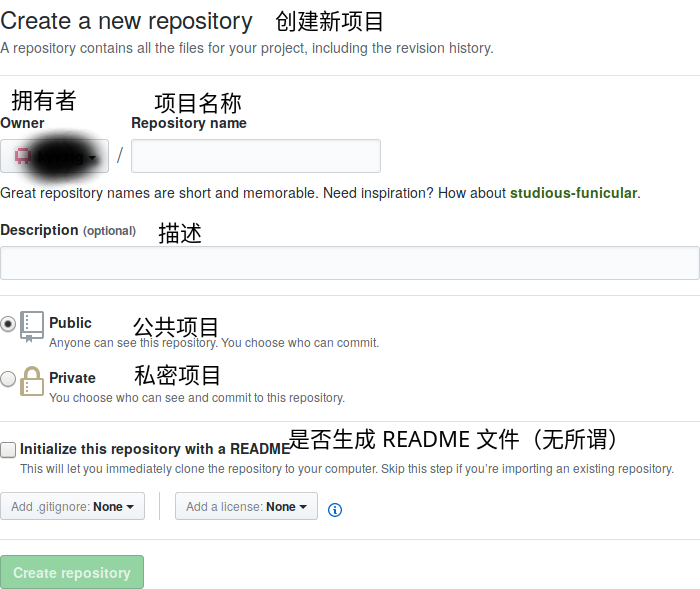 Create a new repository 创建新项目
A repository contains all the files for your project, including the revision history.
拥有者 项目名称
Owner Repository name
/
Great repository names are short and memorable. Need inspiration? How about studious-funicular.
Description (optional) 描述
Public 公共项目
Anyone can see this repository. You choose who can commit.
Private 私密项目
You choose who can see and commit to this repository.
Initialize this repository with a README 是否生成 README 文件（无所谓）
This will let you immediately clone the repository to your computer. Skip this step if you’re importing an existing repository.
Add .gitignore: None Add a license: None
Create repository